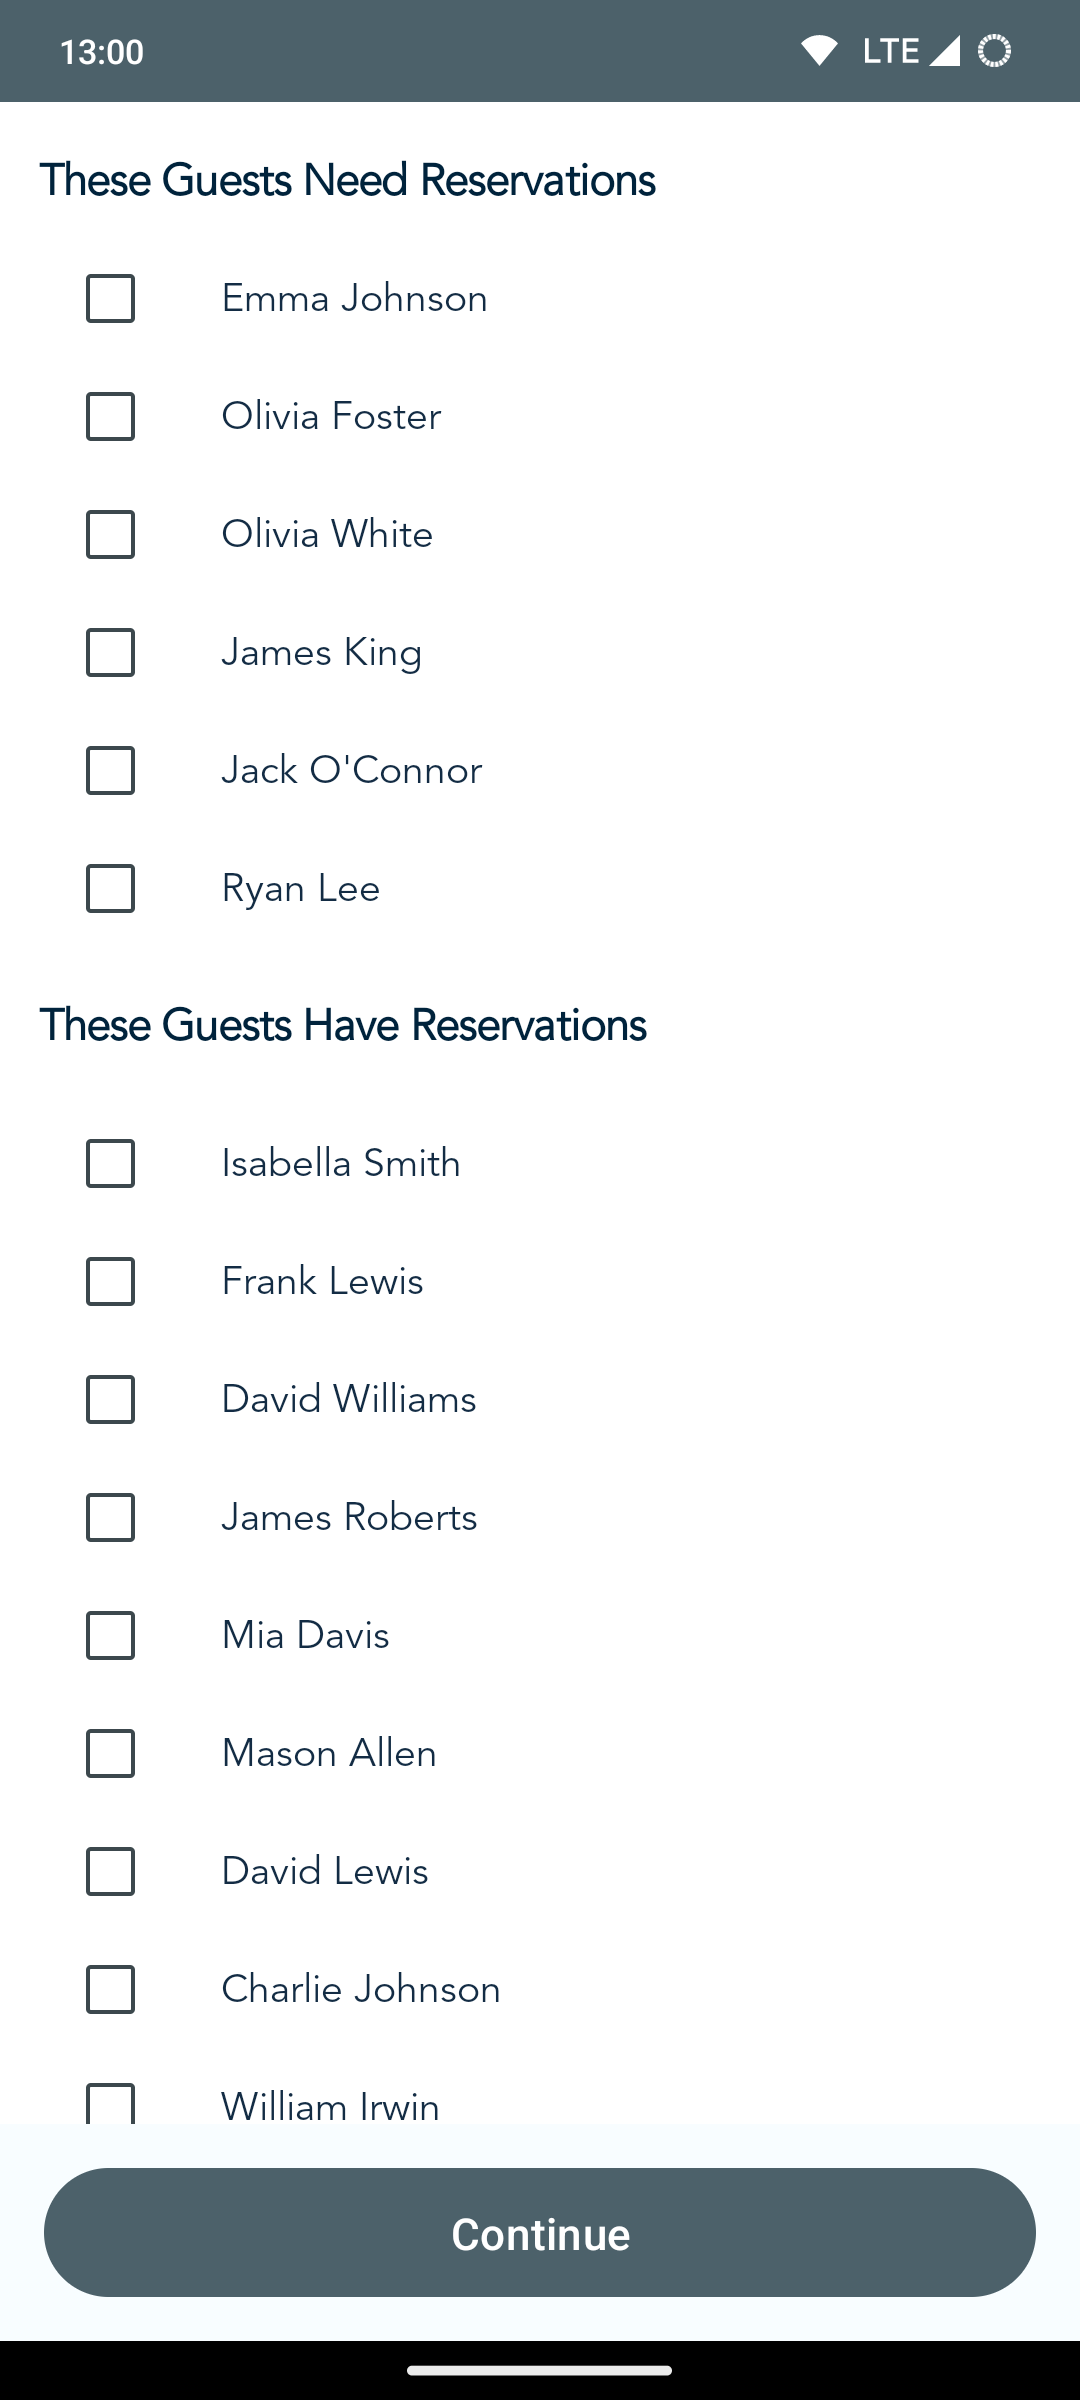 13:00
LTE
These Guests Need Reservations
Emma Johnson
Olivia Foster
Olivia White
James King
Jack O'Connor
Ryan Lee
These Guests Have Reservations
Isabella Smith
Frank Lewis
David Williams
James Roberts
Mia Davis
Mason Allen
David Lewis
Charlie Johnson
William Irwin
Continue